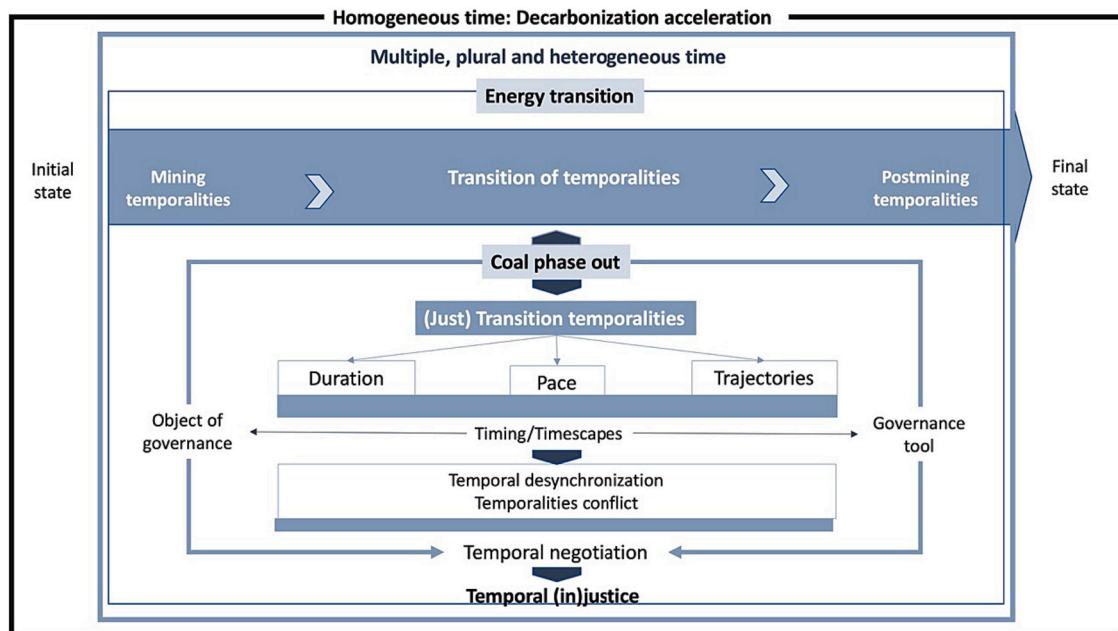 Homogeneous time: Decarbonization acceleration
Multiple, plural and heterogeneous time
Energy transition
Initial
state
Mining
temporalities
Transition of temporalities
Postmining
temporalities
Final
state
Coal phase out
(Just) Transition temporalities
Duration
Pace
Trajectories
Object of
governance
Timing/Timescapes
Governance
tool
Temporal desynchronization
Temporalities conflict
Temporal negotiation
Temporal (in)justice